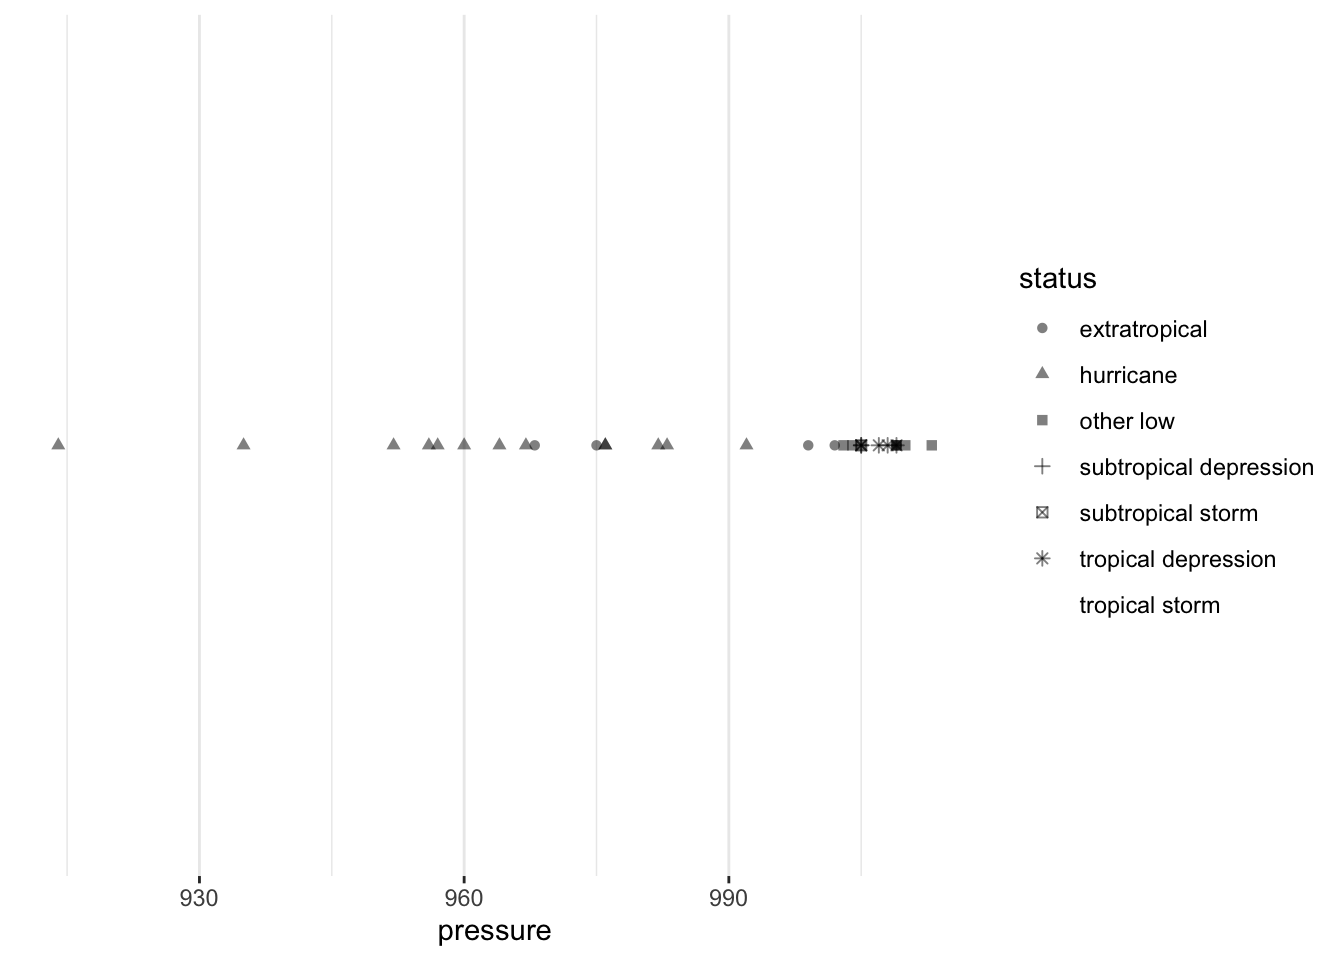 status
extratropical
hurricane
other low
subtropical depression
subtropical storm
tropical depression
tropical storm
930 960 990
pressure